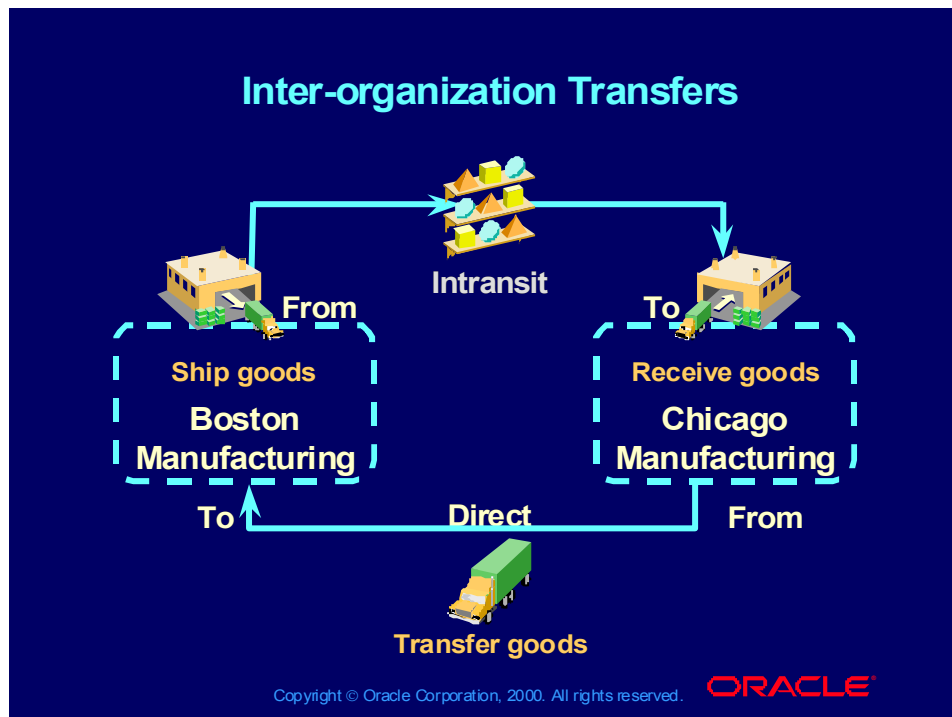 Inter-organization Transfers
Intransit
From
To
Ship goods
Receive goods
Boston
Manufacturing
Chicago
Manufacturing
To
Direct
From
Transfer goods
Copyright © Oracle Corporation, 2000. All rights reserved.
ORACLE®